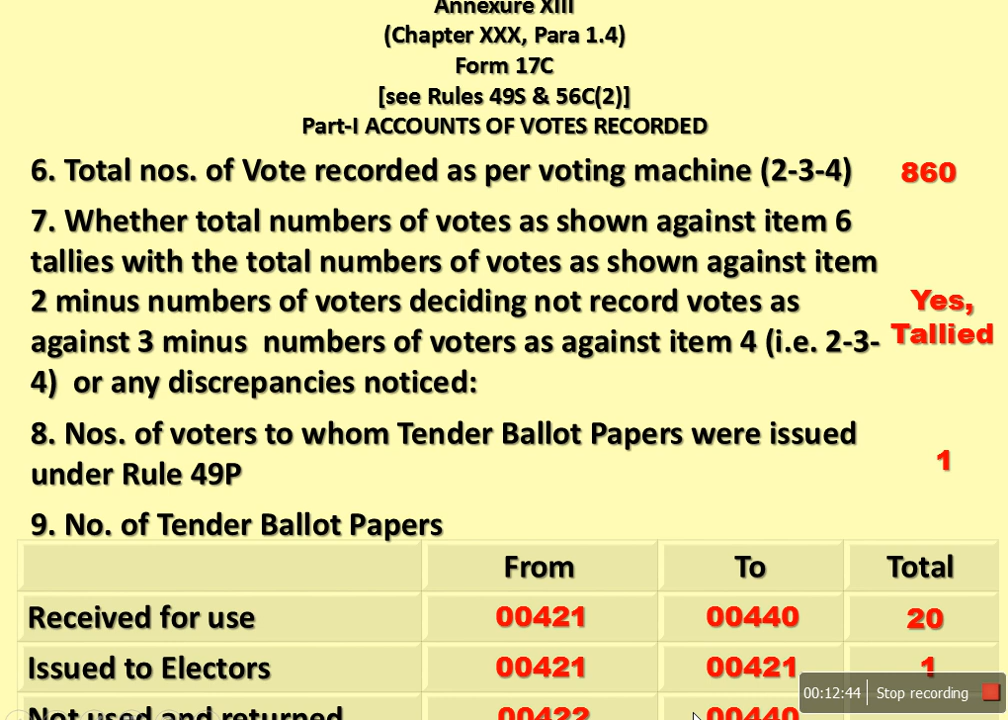 Annexure XIII
(Chapter XXX, Para 1.4)
Form 17C
[see Rules 49S & 56C(2)]
Part-I ACCOUNTS OF VOTES RECORDED
6. Total nos. of Vote recorded as per voting machine (2-3-4) 860
7. Whether total numbers of votes as shown against item 6
tallies with the total numbers of votes as shown against item
2 minus numbers of voters deciding not record votes as
against 3 minus numbers of voters as against item 4 (i.e. 2-3-
4) or any discrepancies noticed:
Yes,
Tallied
8. Nos. of voters to whom Tender Ballot Papers were issued
under Rule 49P
1
9. No. of Tender Ballot Papers
From To Total
Received for use 00421 00440 20
Issued to Electors 00421 00421 1
Not used and returned 00422 00440
00:12:44 Stop recording